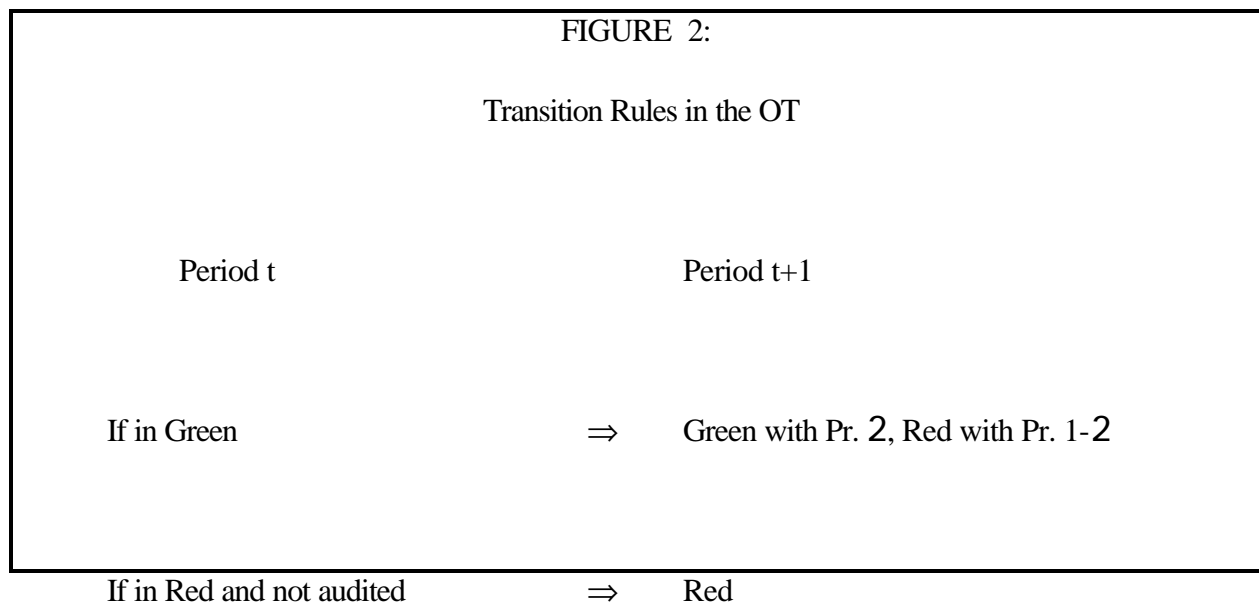 FIGURE 2:
Transition Rules in the OT
Period t Period t+1
If in Green ⇒ Green with Pr. 2, Red with Pr. 1-2
If in Red and not audited ⇒ Red